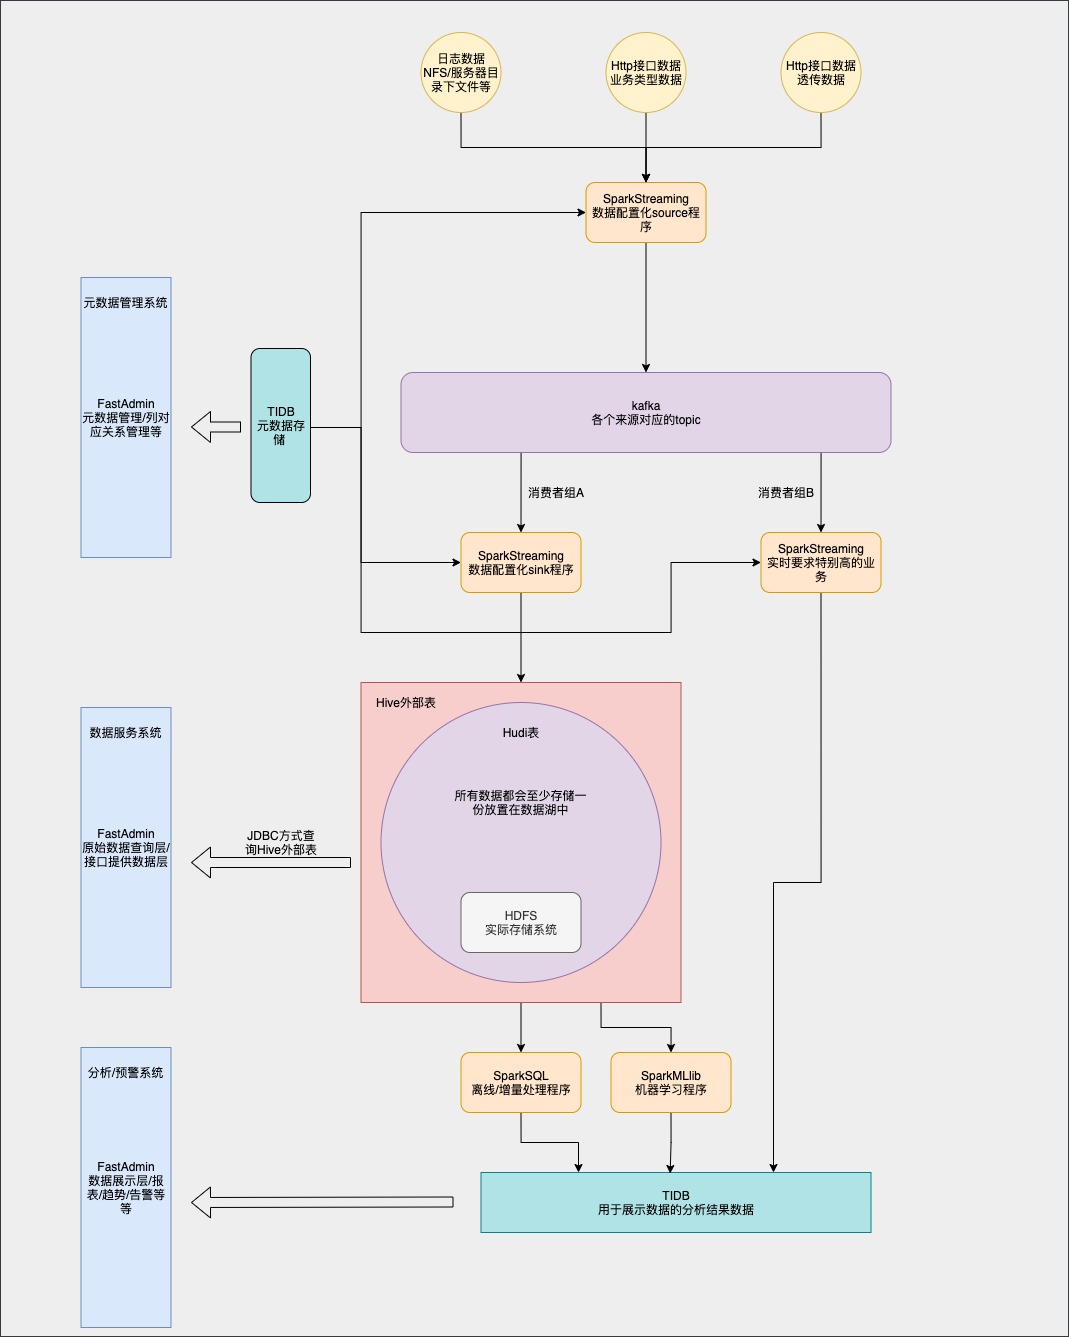 日志数据
NFS/服务器目
录下文件等
Http接口数据
业务类型数据
Http接口数据
透传数据
SparkStreaming
数据配置化source程
序
元数据管理系统
FastAdmin
元数据管理/列对
应关系管理等
TIDB
元数据存
储
kafka
各个来源对应的topic
消费者组A
消费者组B
SparkStreaming
数据配置化sink程序
SparkStreaming
实时要求特别高的业
务
Hive外部表
Hudi表
所有数据都会至少存储一
份放置在数据湖中
HDFS
实际存储系统
数据服务系统
FastAdmin
原始数据查询层/
接口提供数据层
JDBC方式查
询Hive外部表
SparkSQL
离线/增量处理程序
SparkMLlib
机器学习程序
分析/预警系统
FastAdmin
数据展示层/报
表/趋势/告警等
等
TIDB
用于展示数据的分析结果数据